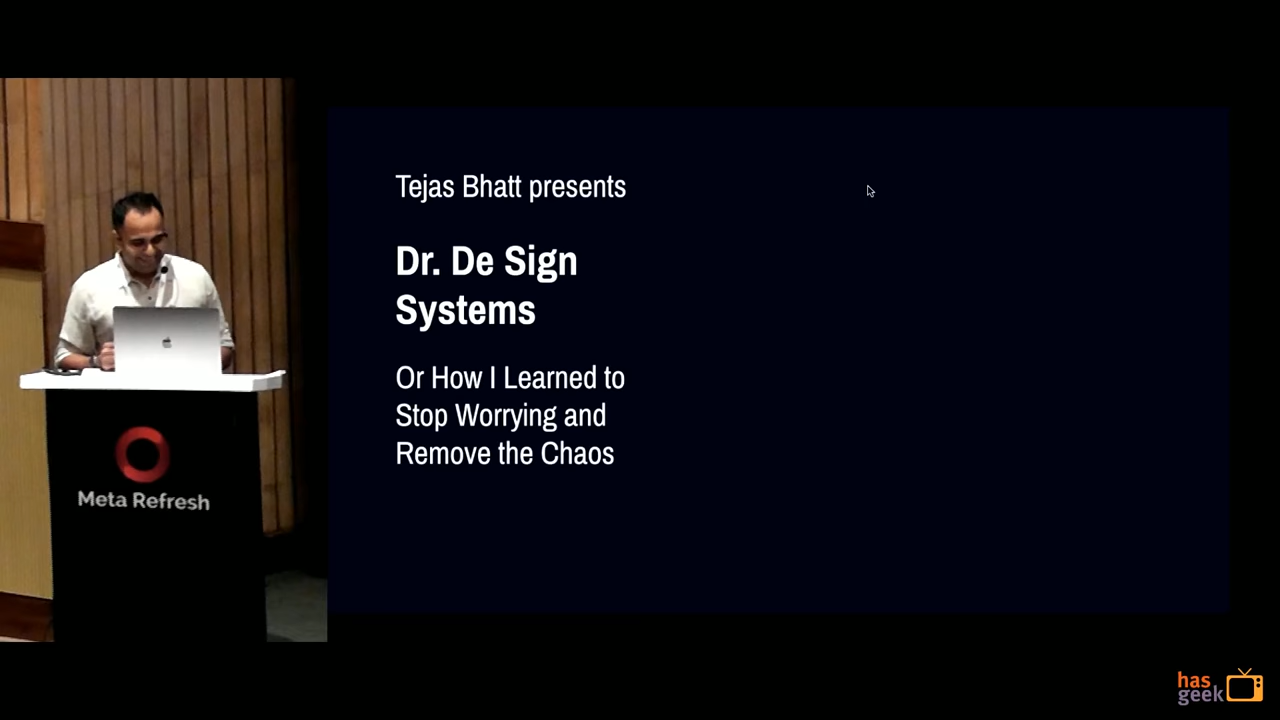 Tejas Bhatt presents
Dr. De Sign
Systems
Or How I Learned to
Stop Worrying and
Remove the Chaos
Meta Refresh
has
geek